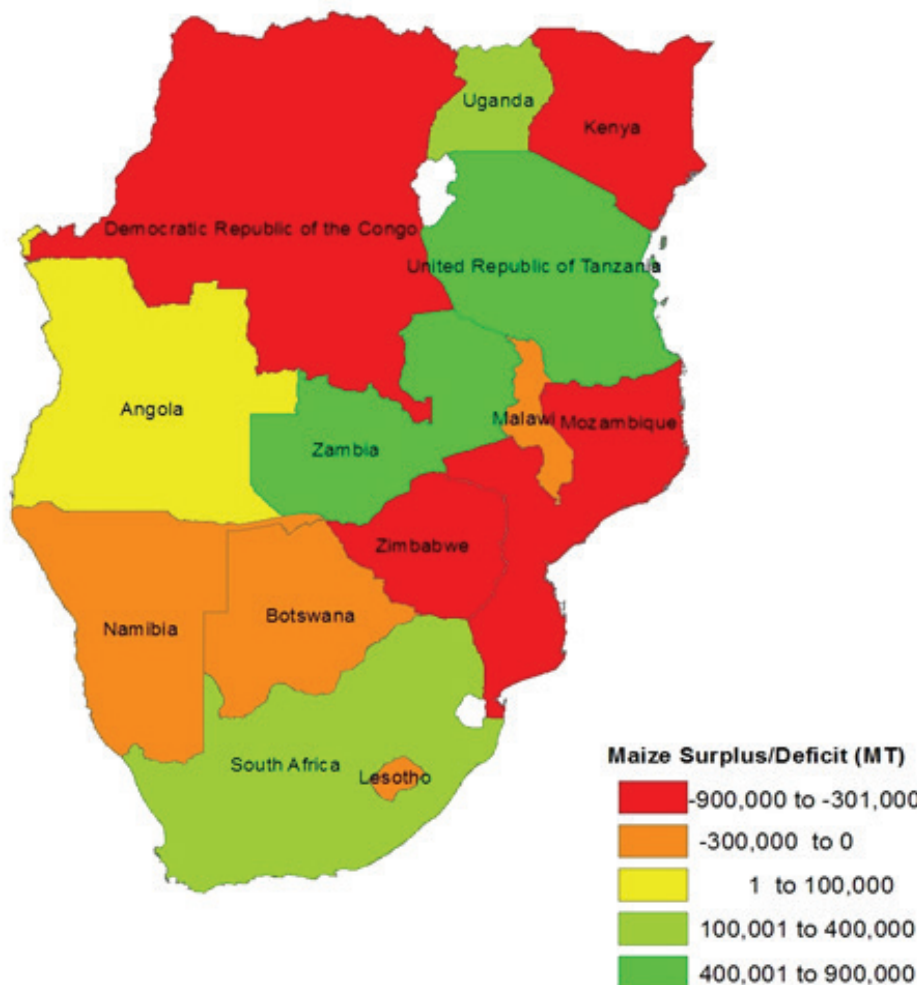 Uganda
Kenya
Democratic Republic of the Congo
United Republic of Tanzania
Angola
Malawi
Mozambique
Zambia
Zimbabwe
Namibia
Botswana
South Africa
Lesotho
Maize Surplus/Deficit (MT)
-900,000 to -301,000
-300,000 to 0
1 to 100,000
100,001 to 400,000
400,001 to 900,000